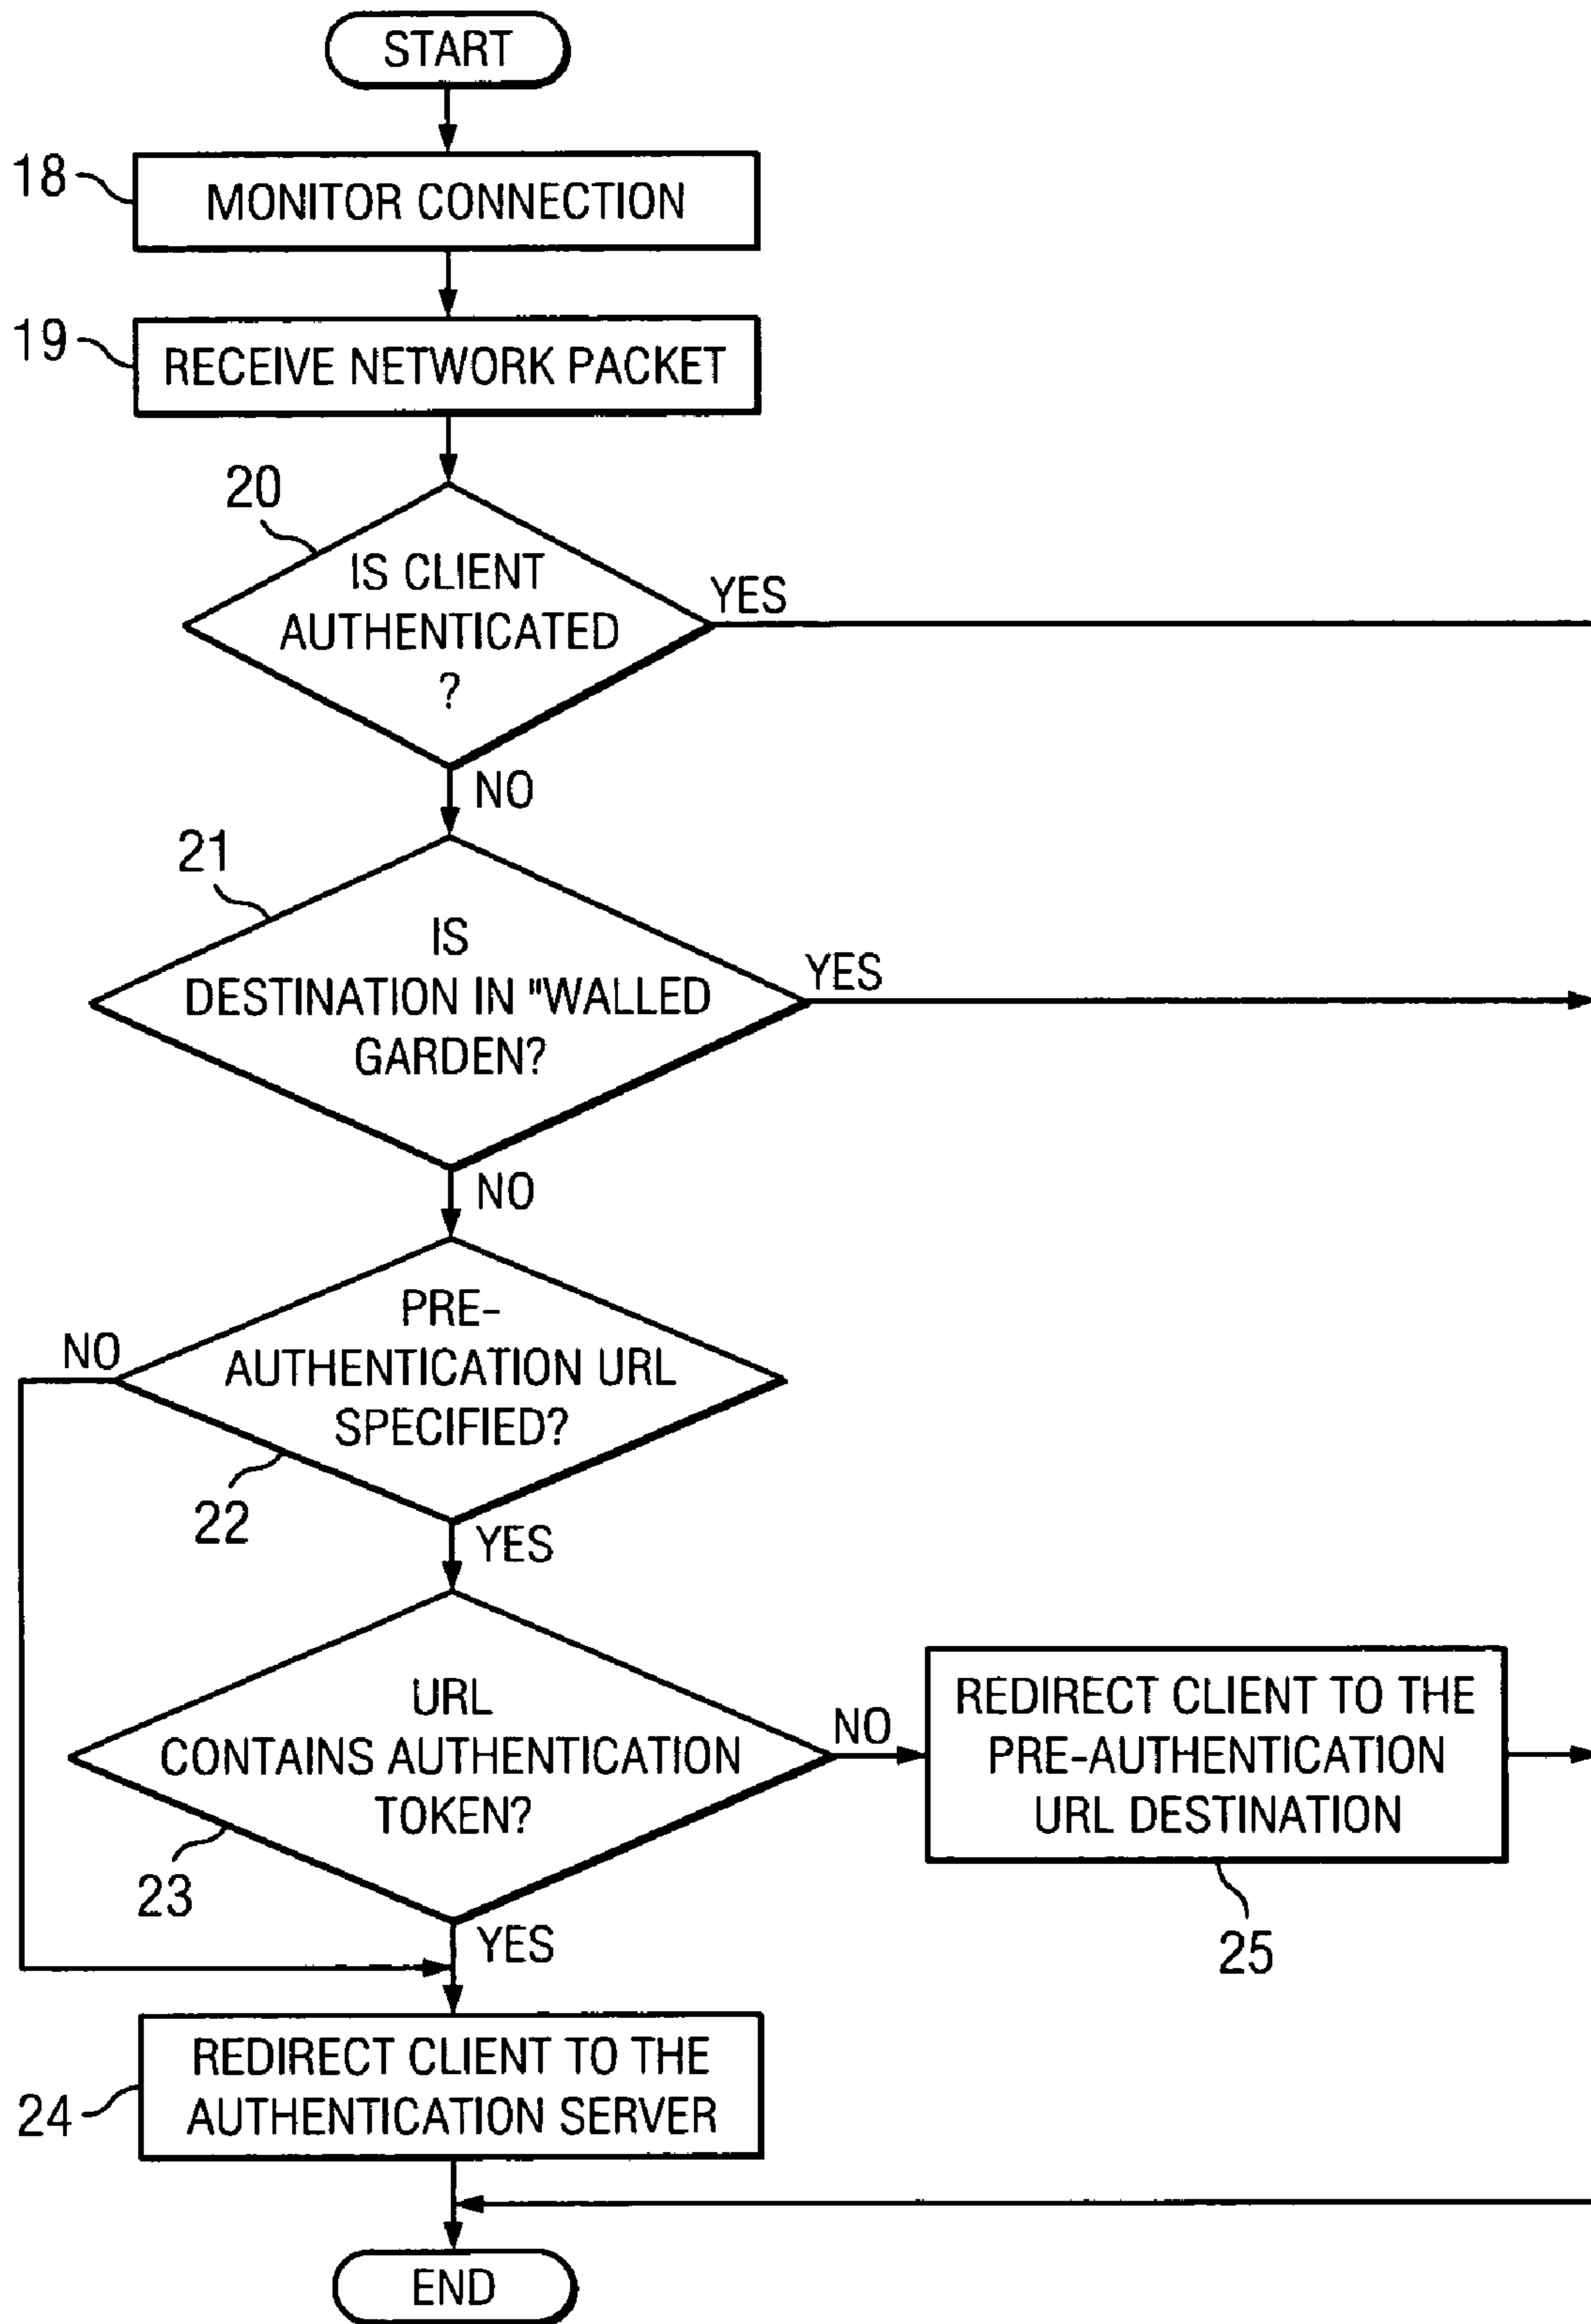 START
18
MONITOR CONNECTION
19
RECEIVE NETWORK PACKET
20
IS CLIENT
AUTHENTICATED
?
YES
NO
21
IS
DESTINATION IN "WALLED
GARDEN?
YES
NO
PRE-
AUTHENTICATION URL
SPECIFIED?
NO
22
YES
URL
CONTAINS AUTHENTICATION
TOKEN?
NO
REDIRECT CLIENT TO THE
PRE-AUTHENTICATION
URL DESTINATION
23
25
YES
REDIRECT CLIENT TO THE
AUTHENTICATION SERVER
24
END